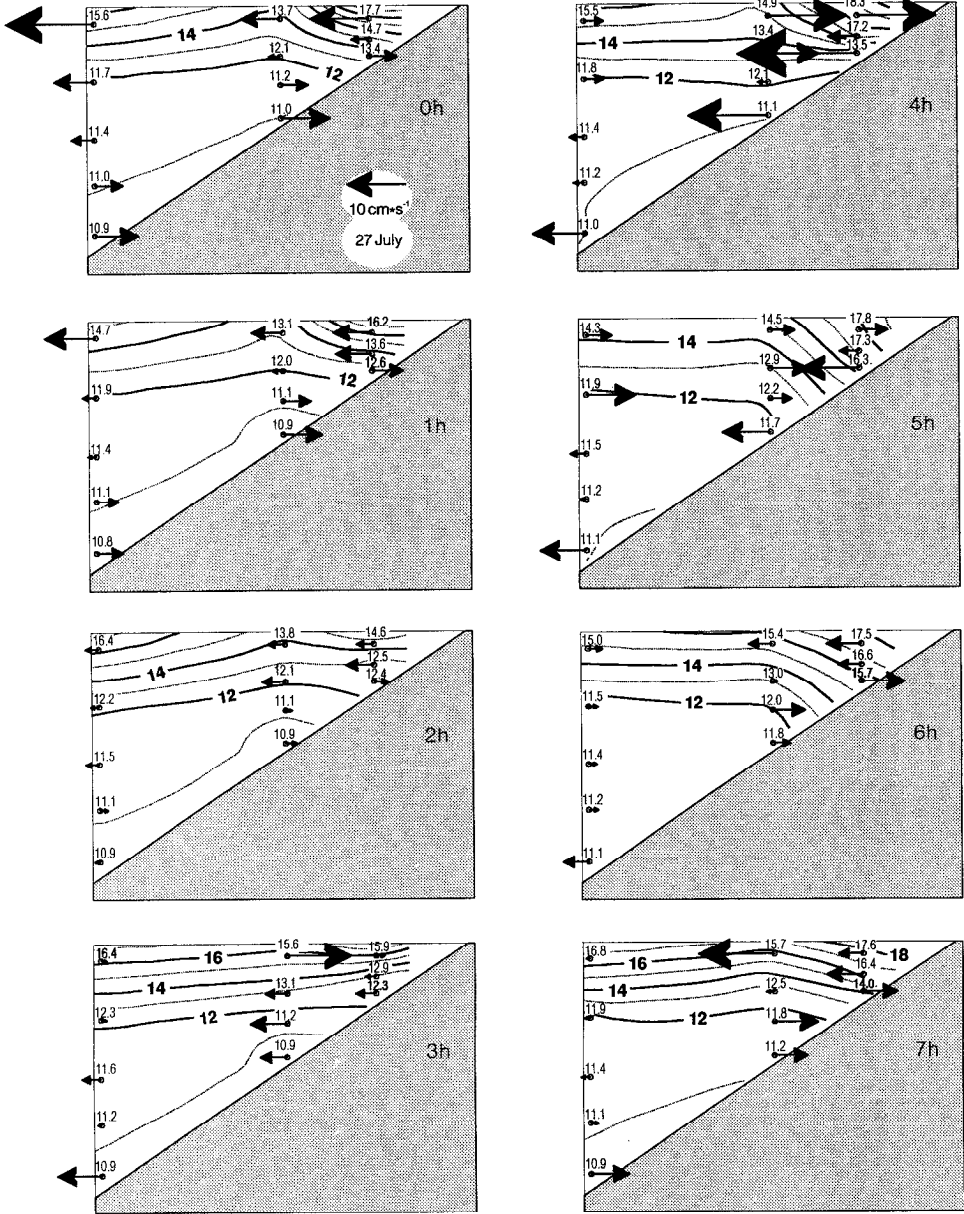 15.6 13.7 17.7
14 14.7
12.1 13.4
11.7 11.2 12
11.0 0h
11.4
11.0
10 cm•s⁻¹
10.9 27 July
15.5 14.9 18.3
17.2
14 13.4 13.5
11.8 12 12.1
11.1 4h
11.4
11.2
11.0
14.7 13.1 16.2
13.6
12.0 12.6
11.9 11.1 12
10.9 1h
11.4
11.1
10.8
14.3 14.5 17.8
14 17.3
12.9 16.3
11.9 12 12.2
11.7 5h
11.5
11.2
11.1
16.4 13.8 14.6
14 12.5
12.1 12.4
12.2 12 11.1
10.9 2h
11.5
11.1
10.9
15.0 15.4 17.5
14 16.6
13.0 15.7
11.5 12 12.0
11.8 6h
11.4
11.2
11.1
16.4 16 15.6 15.9
12.9
14 13.1 12.3
12.3 12 11.2
10.9 3h
11.6
11.2
10.9
16.8 16 15.7 17.6 18
16.4
14 12.5 14.0
11.9 12 11.8
11.2 7h
11.4
11.1
10.9